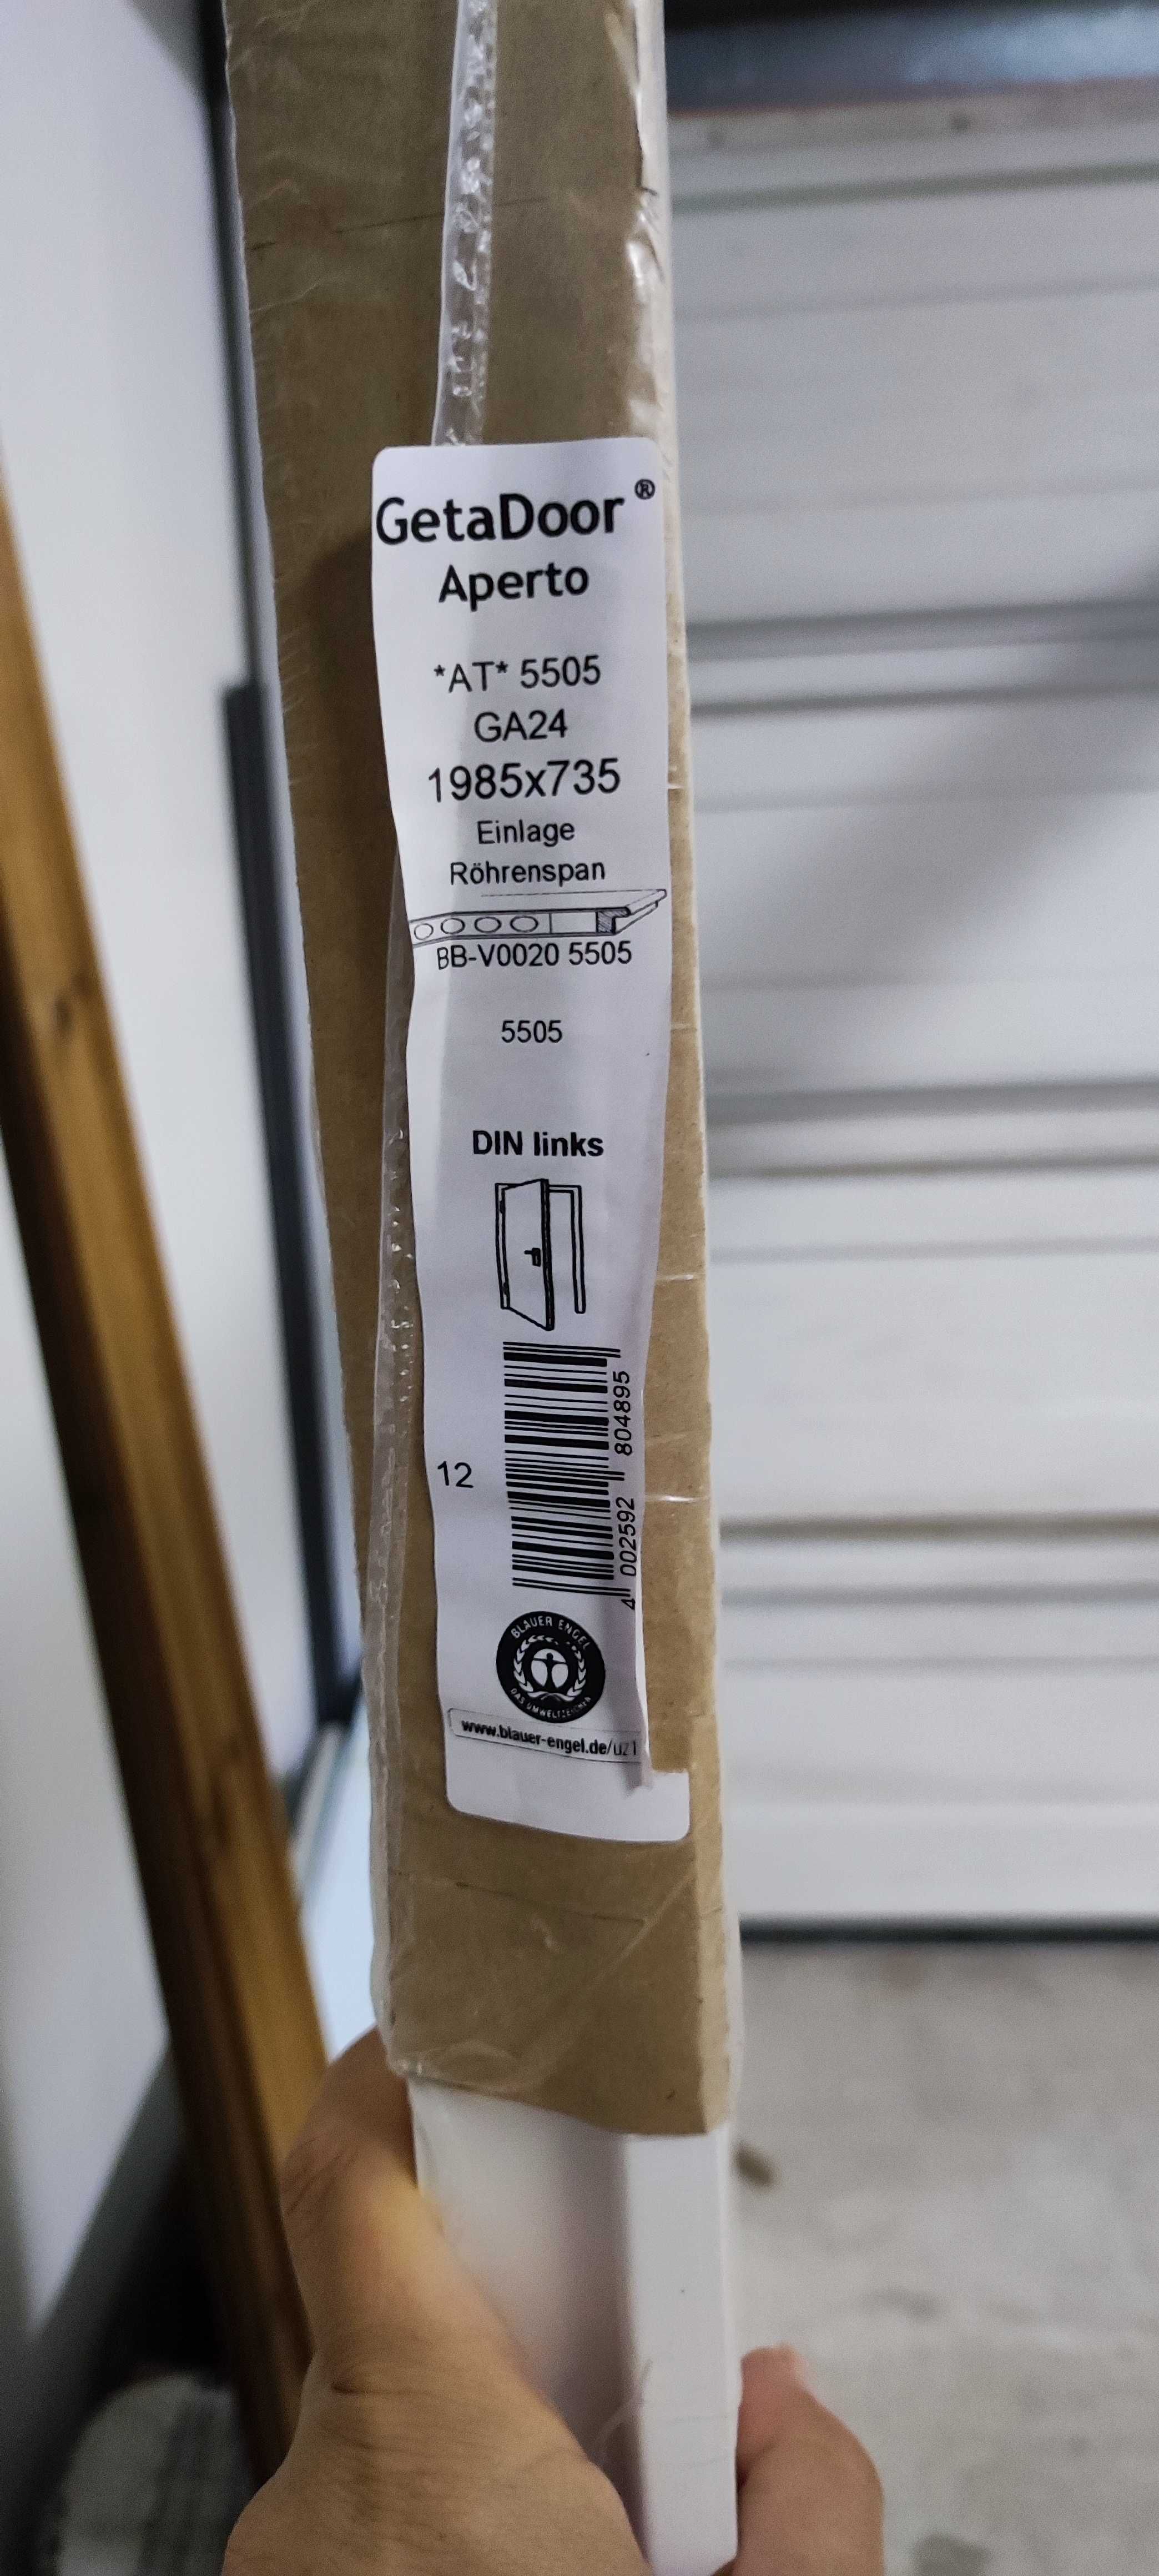 GetaDoor®
Aperto
*AT* 5505
GA24
1985x735
Einlage
Röhrenspan
BB-V0020 5505
5505
DIN links
12
4 002592 804895
BLAUER ENGEL
DAS UMWELTZEICHEN
www.blauer-engel.de/uz1